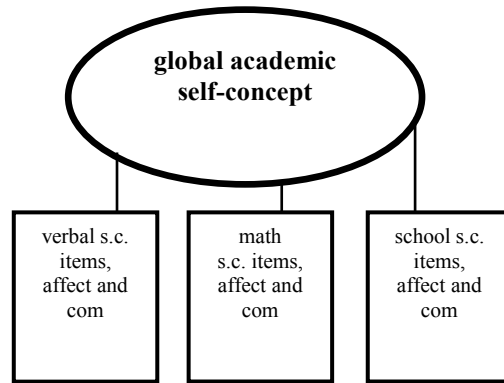 global academic
self-concept
verbal s.c.
items,
affect and
com
math
s.c. items,
affect and
com
school s.c.
items,
affect and
com